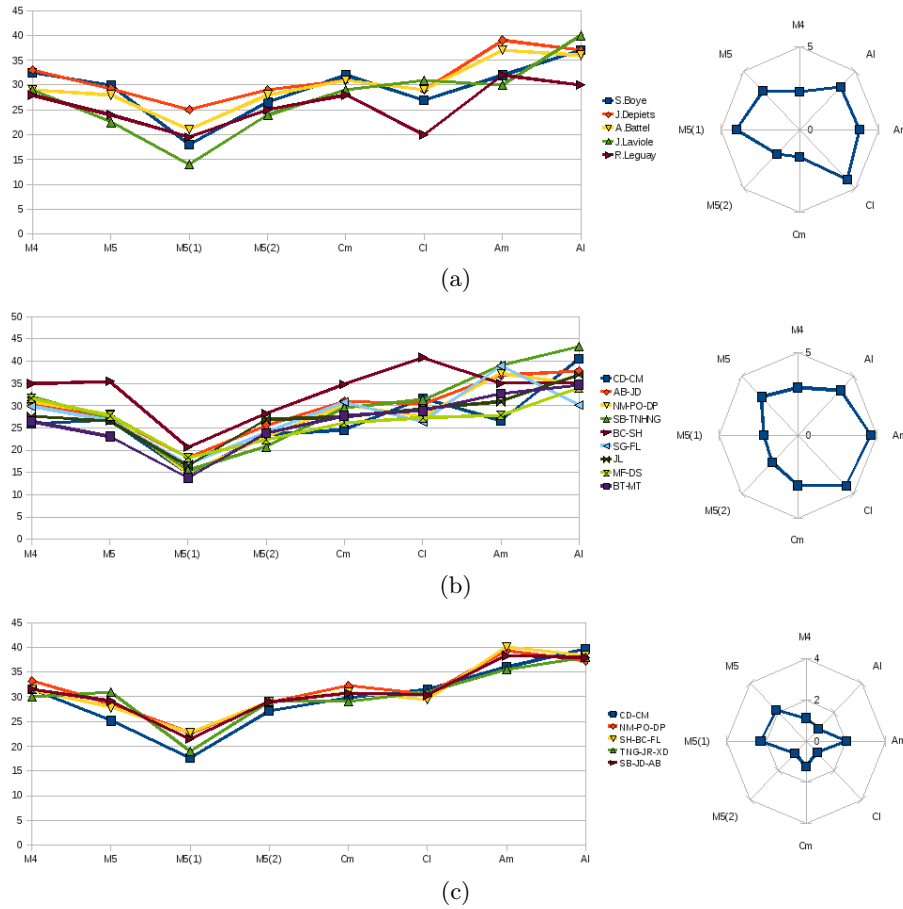 45
40
35
30
25
20
15
10
5
0
M4 M5 M5(1) M5(2) Cm Cl Am Al
S.Boye
J.Depiets
A.Battel
J.Laviole
R.Leguay
M4
M5 5 Al
M5(1) 0 Am
M5(2) Cl
Cm
(a)
50
45
40
35
30
25
20
15
10
5
0
M4 M5 M5(1) M5(2) Cm Cl Am Al
CD-CM
AB-JD
NM-PO-DP
SB-TNHNG
BC-SH
SG-FL
JL
MF-DS
BT-MT
M4
M5 5 Al
M5(1) 0 Am
M5(2) Cl
Cm
(b)
45
40
35
30
25
20
15
10
5
0
M4 M5 M5(1) M5(2) Cm Cl Am Al
CD-CM
NM-PO-DP
SH-BC-FL
TNG-JR-XD
SB-JD-AB
M4
4
M5 Al
2
M5(1) 0 Am
M5(2) Cl
Cm
(c)